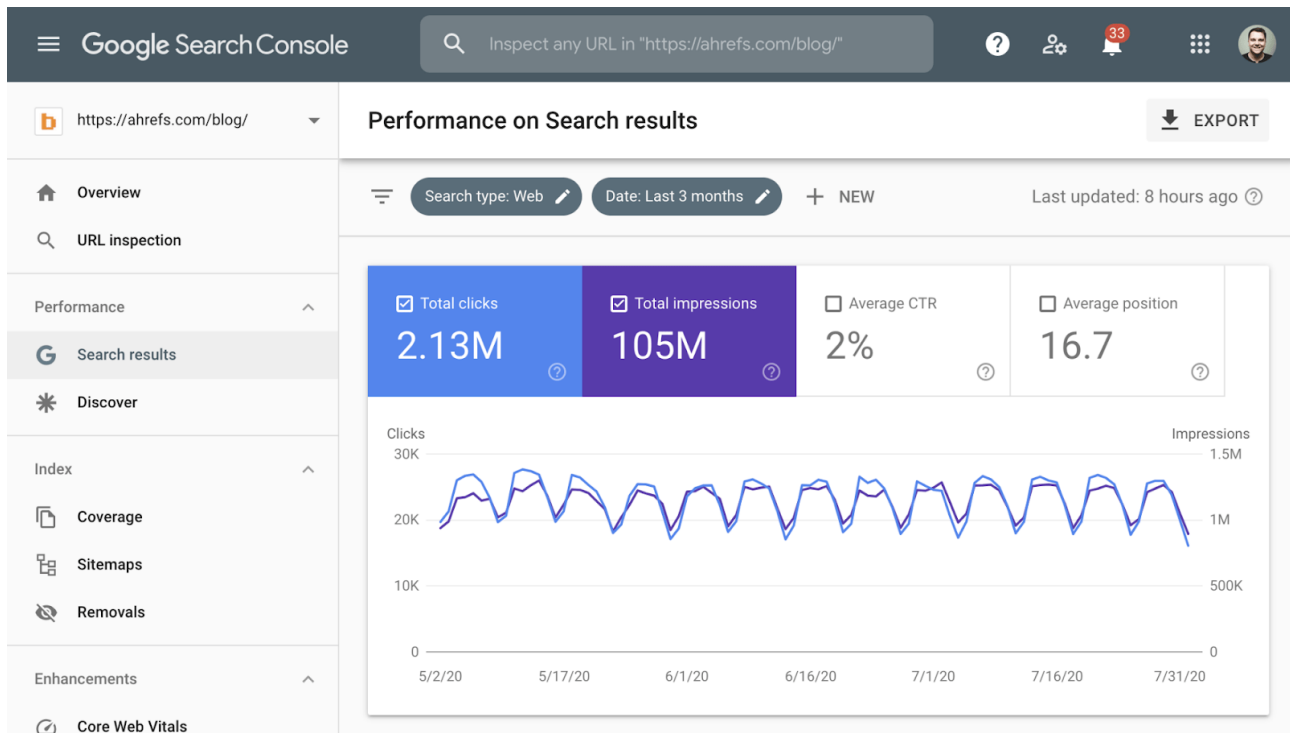 Google Search Console
Inspect any URL in "https://ahrefs.com/blog/"
33
https://ahrefs.com/blog/
Overview
URL inspection
Performance
Search results
Discover
Index
Coverage
Sitemaps
Removals
Enhancements
Core Web Vitals
Performance on Search results
EXPORT
Search type: Web
Date: Last 3 months
NEW
Last updated: 8 hours ago
Total clicks
2.13M
Total impressions
105M
Average CTR
2%
Average position
16.7
Clicks
Impressions
30K
1.5M
20K
1M
10K
500K
0
0
5/2/20 5/17/20 6/1/20 6/16/20 7/1/20 7/16/20 7/31/20